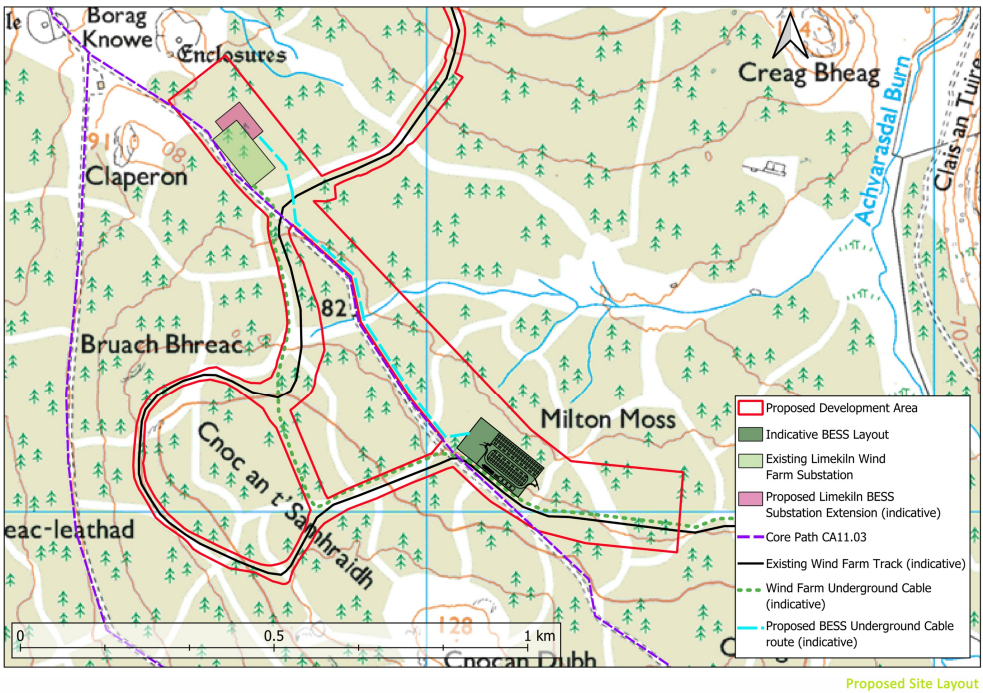 le
Borag
Knowe
Enclosures
Creag Bheag
Achvarasdal Burn
Clais an Tuire
91
80
Claperon
82
Bruach Bhreac
70
Milton Moss
Cnoc an t'Samhraidh
eac-leathad
128
Cnocan Dubh
C
0
0.5
1 km
Proposed Development Area
Indicative BESS Layout
Existing Limekiln Wind
Farm Substation
Proposed Limekiln BESS
Substation Extension (indicative)
Core Path CA11.03
Existing Wind Farm Track (indicative)
Wind Farm Underground Cable
(indicative)
Proposed BESS Underground Cable
route (indicative)
Proposed Site Layout